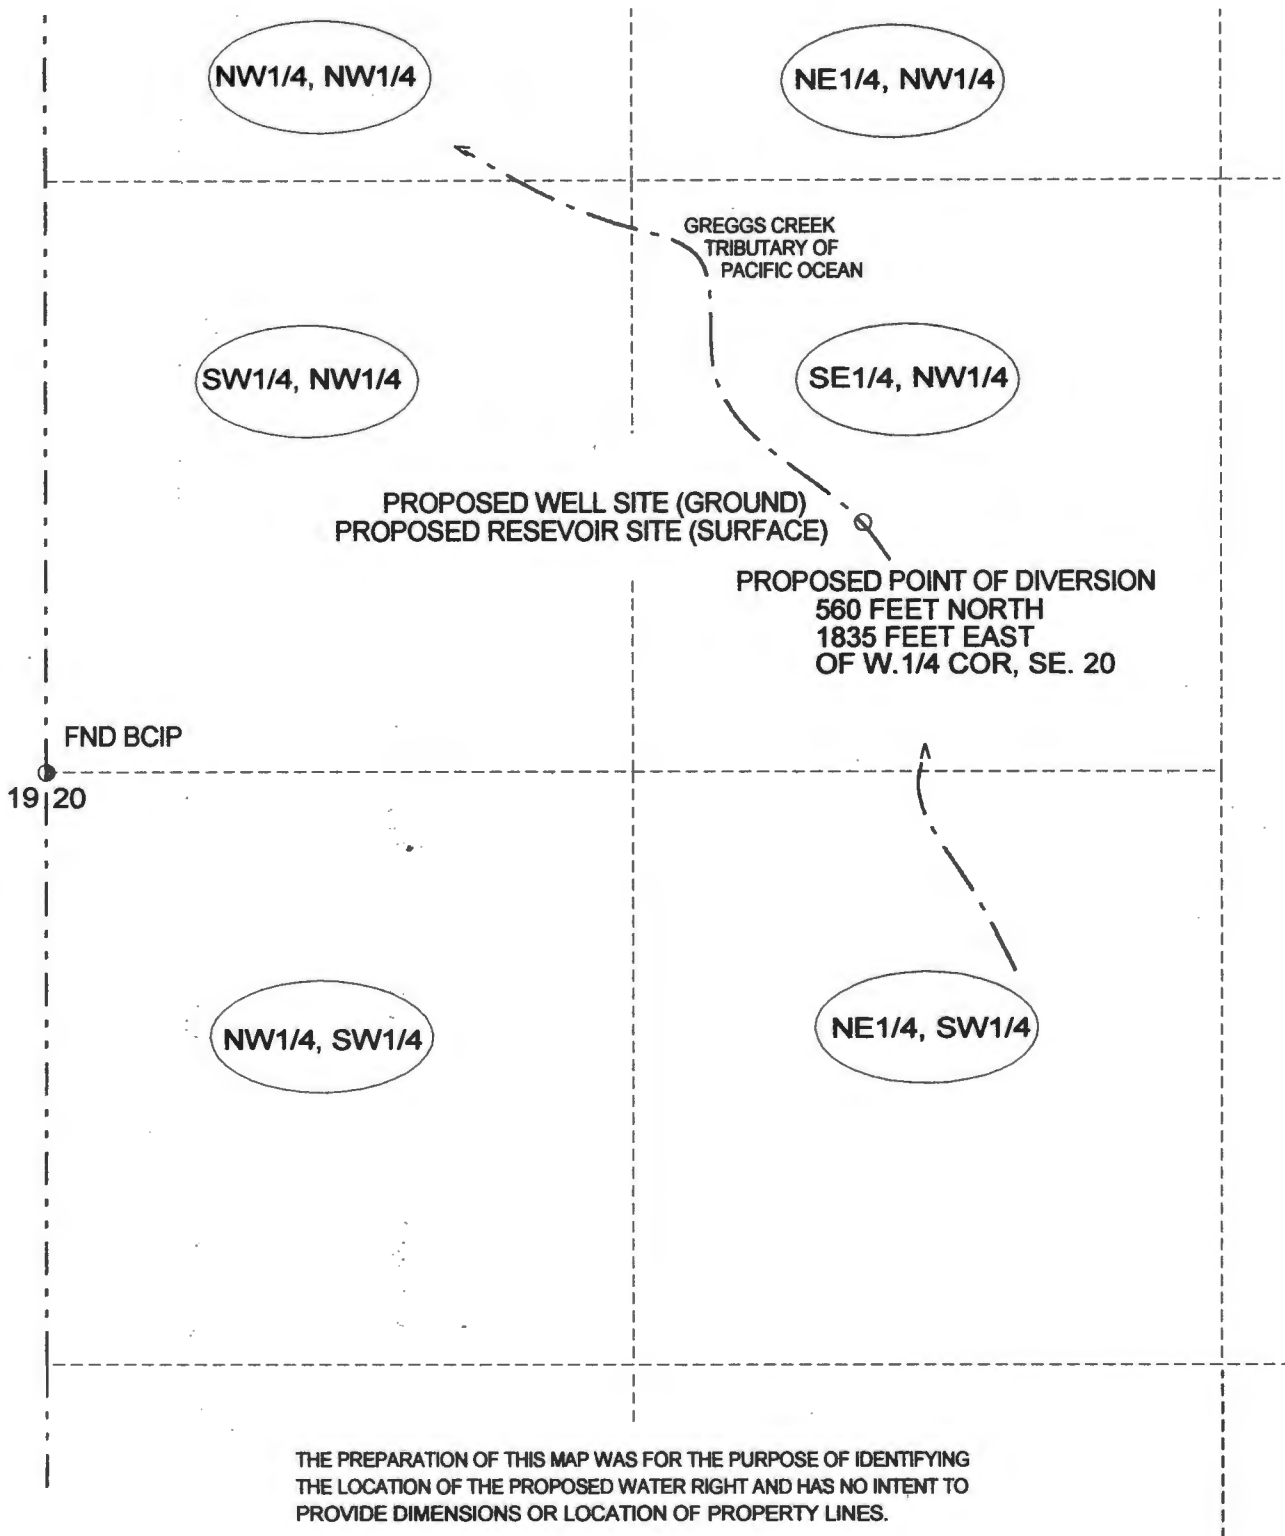 NW1/4, NW1/4
NE1/4, NW1/4
GREGGS CREEK
TRIBUTARY OF
PACIFIC OCEAN
SW1/4, NW1/4
SE1/4, NW1/4
PROPOSED WELL SITE (GROUND)
PROPOSED RESEVOIR SITE (SURFACE)
PROPOSED POINT OF DIVERSION
560 FEET NORTH
1835 FEET EAST
OF W.1/4 COR, SE. 20
FND BCIP
19 20
NW1/4, SW1/4
NE1/4, SW1/4
THE PREPARATION OF THIS MAP WAS FOR THE PURPOSE OF IDENTIFYING
THE LOCATION OF THE PROPOSED WATER RIGHT AND HAS NO INTENT TO
PROVIDE DIMENSIONS OR LOCATION OF PROPERTY LINES.